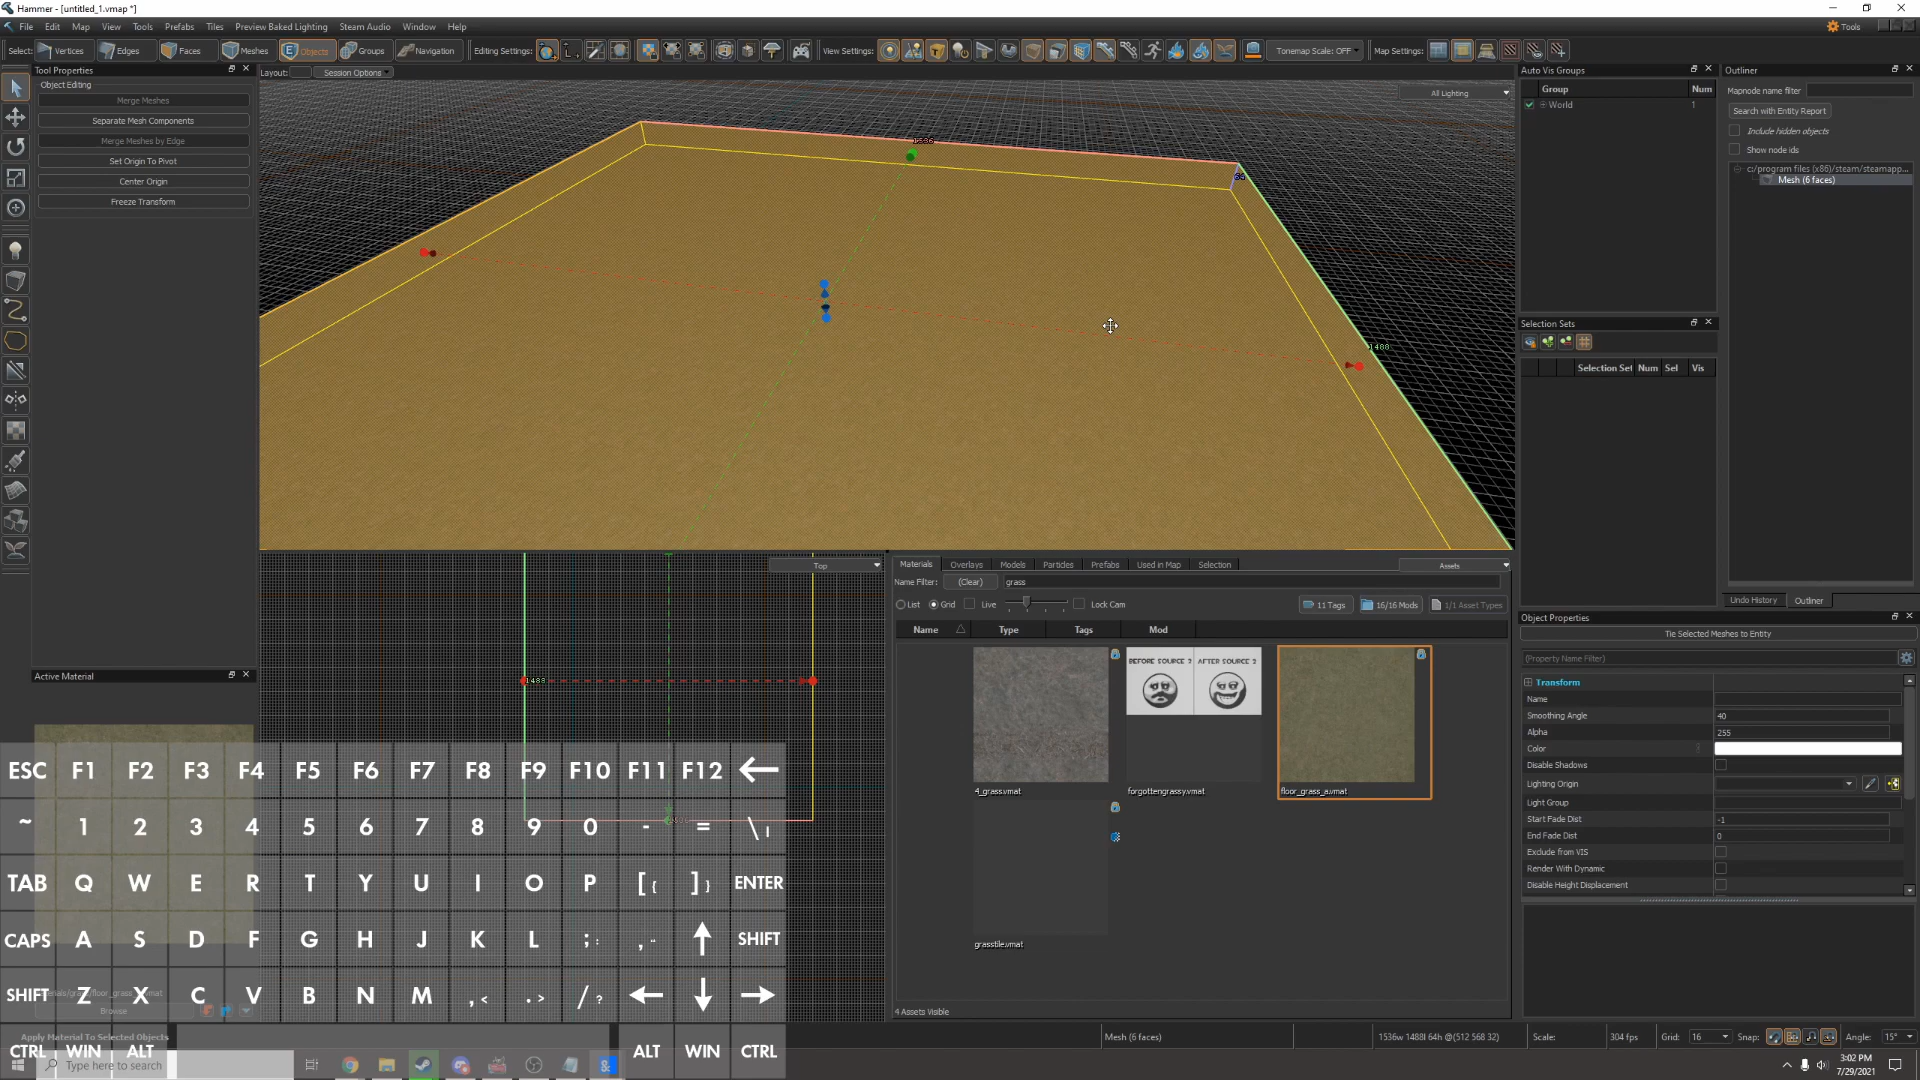 Hammer - [untitled_1.vmap *]
File Edit Map View Tools Prefabs Tiles Preview Baked Lighting Steam Audio Window Help
Tools
Select: Vertices Edges Faces Meshes Objects Groups Navigation Editing Settings: View Settings: Tonemap Scale: OFF Map Settings:
Tool Properties
Object Editing
Merge Meshes
Separate Mesh Components
Merge Meshes by Edge
Set Origin To Pivot
Center Origin
Freeze Transform
Layout: Session Options
All Lighting
1536
64
1488
Auto Vis Groups
Group Num
World 1
Selection Sets
Selection Set Num Sel Vis
Outliner
Mapnode name filter
Search with Entity Report
Include hidden objects
Show node ids
c:/program files (x86)/steam/steamapp...
Mesh (6 faces)
Undo History Outliner
Object Properties
Tie Selected Meshes to Entity
(Property Name Filter)
Transform
Name
Smoothing Angle 40
Alpha 255
Color
Disable Shadows
Lighting Origin
Light Group
Start Fade Dist -1
End Fade Dist 0
Exclude from VIS
Render With Dynamic
Disable Height Displacement
Active Material
Top
1488
Materials Overlays Models Particles Prefabs Used in Map Selection Assets
Name Filter: (Clear) grass
List Grid Live Lock Cam 11 Tags 16/16 Mods 1/1 Asset Types
Name Type Tags Mod
BEFORE SOURCE 2 AFTER SOURCE 2
4_grass.vmat forgottengrassy.vmat floor_grass_a.vmat
grasstile.vmat
4 Assets Visible
ESC F1 F2 F3 F4 F5 F6 F7 F8 F9 F10 F11 F12 ←
~ 1 2 3 4 5 6 7 8 9 0 - = \ |
TAB Q W E R T Y U I O P [ { ] } ENTER
CAPS A S D F G H J K L ; : , " ↑ SHIFT
SHIFT Z X C V B N M , < . > / ? ← ↓ →
Browse
Apply Material To Selected Objects
CTRL WIN ALT ALT WIN CTRL
Type here to search
Mesh (6 faces) 1536w 1488l 64h @(512 568 32) Scale: 304 fps Grid: 16 Snap: Angle: 15°
3:02 PM
7/29/2021